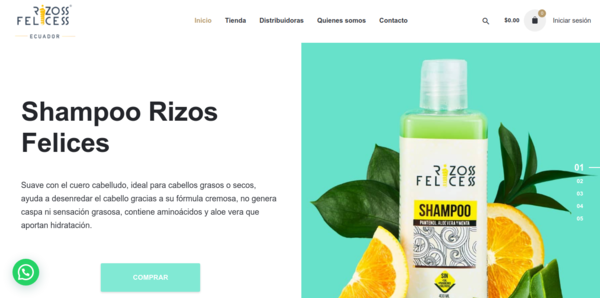 RIZOSS
FELICESS
ECUADOR
Inicio
Tienda
Distribuidoras
Quienes somos
Contacto
$0.00
0
Iniciar sesión
Shampoo Rizos
Felices
Suave con el cuero cabelludo, ideal para cabellos grasos o secos,
ayuda a desenredar el cabello gracias a su fórmula cremosa, no genera
caspa ni sensación grasosa, contiene aminoácidos y aloe vera que
aportan hidratación.
COMPRAR
RIZOSS
FELICESS
SHAMPOO
PANTENOL, ALOE VERA Y MENTA
SIN
01
02
03
04
05